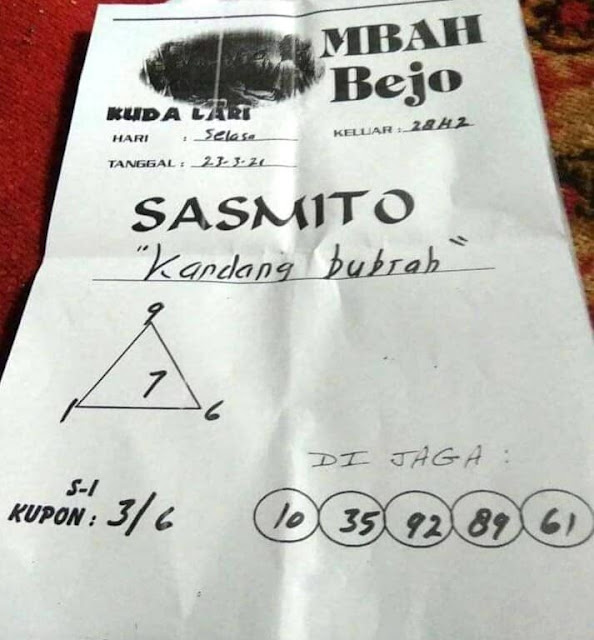 MBAH
Bejo
KUDA LARI
HARI : Selasa
KELUAR : 2842
TANGGAL : 23-3-21
SASMITO
"Kandang bubrah"
9
7
1 6
DI JAGA :
S-1
KUPON : 3/6
10 35 92 89 61